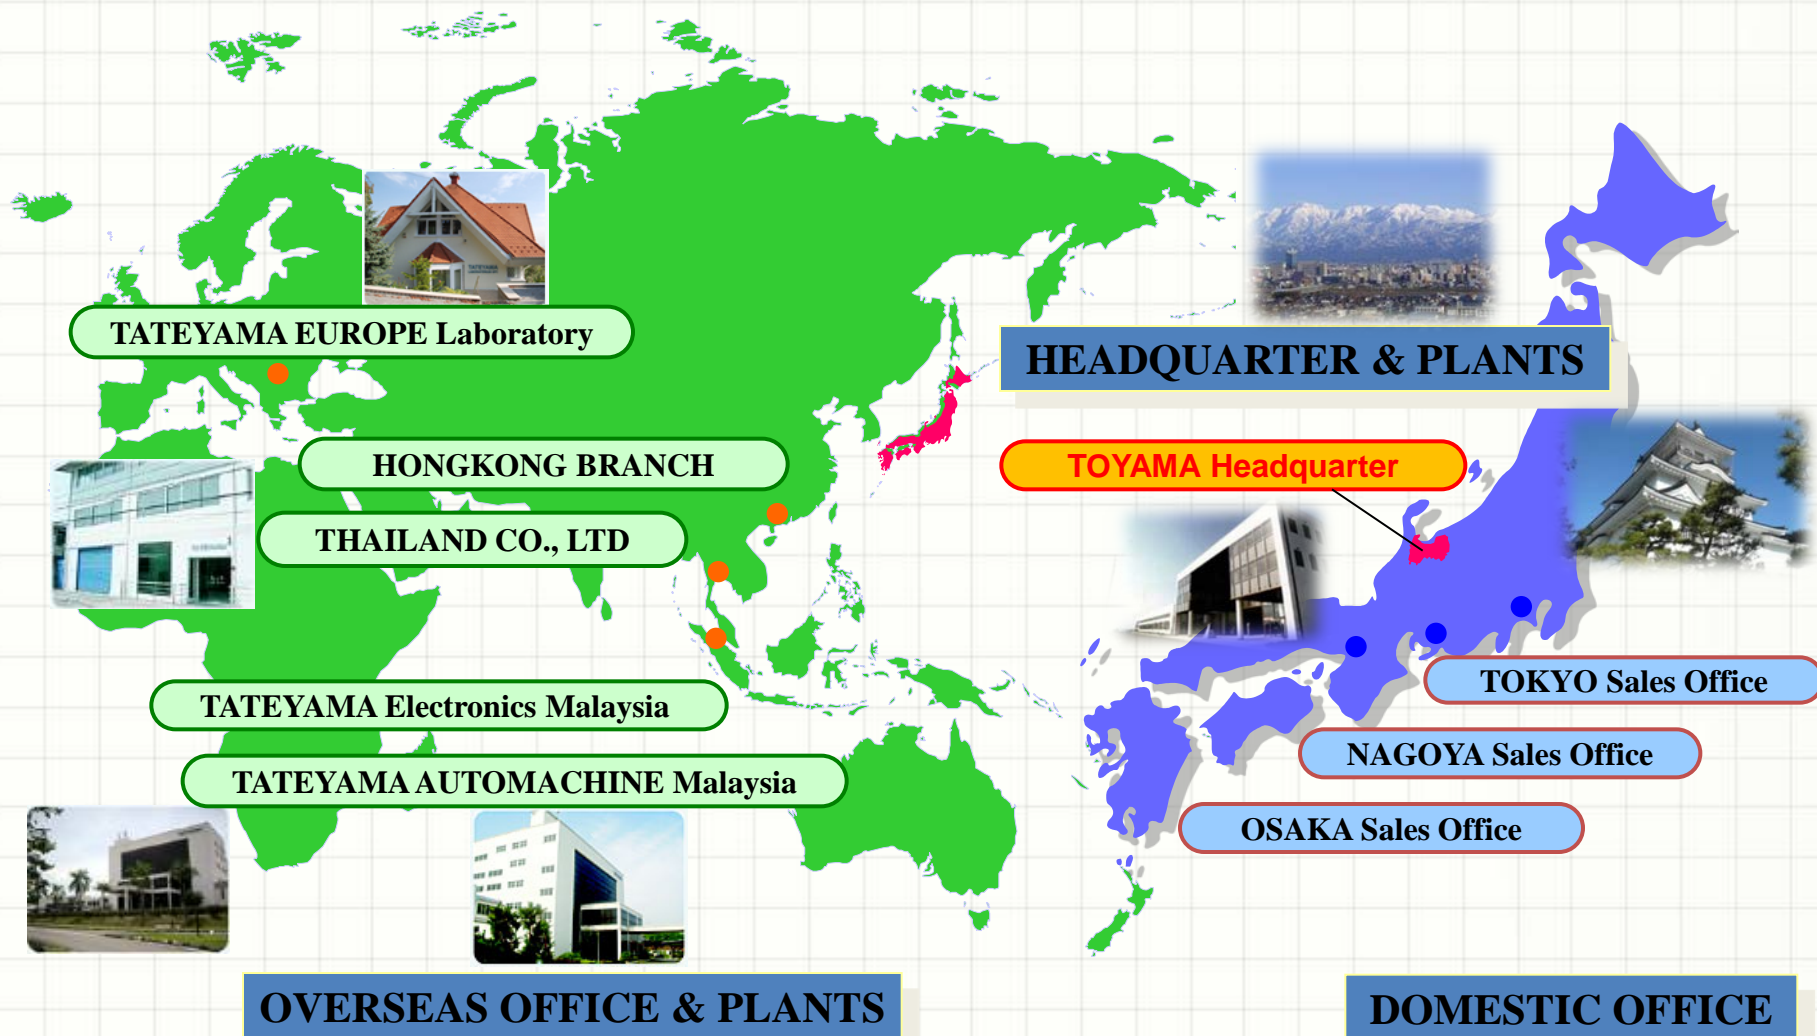 TATEYAMA EUROPE Laboratory
HONGKONG BRANCH
THAILAND CO., LTD
TATEYAMA Electronics Malaysia
TATEYAMA AUTOMACHINE Malaysia
OVERSEAS OFFICE & PLANTS
HEADQUARTER & PLANTS
TOYAMA Headquarter
TOKYO Sales Office
NAGOYA Sales Office
OSAKA Sales Office
DOMESTIC OFFICE